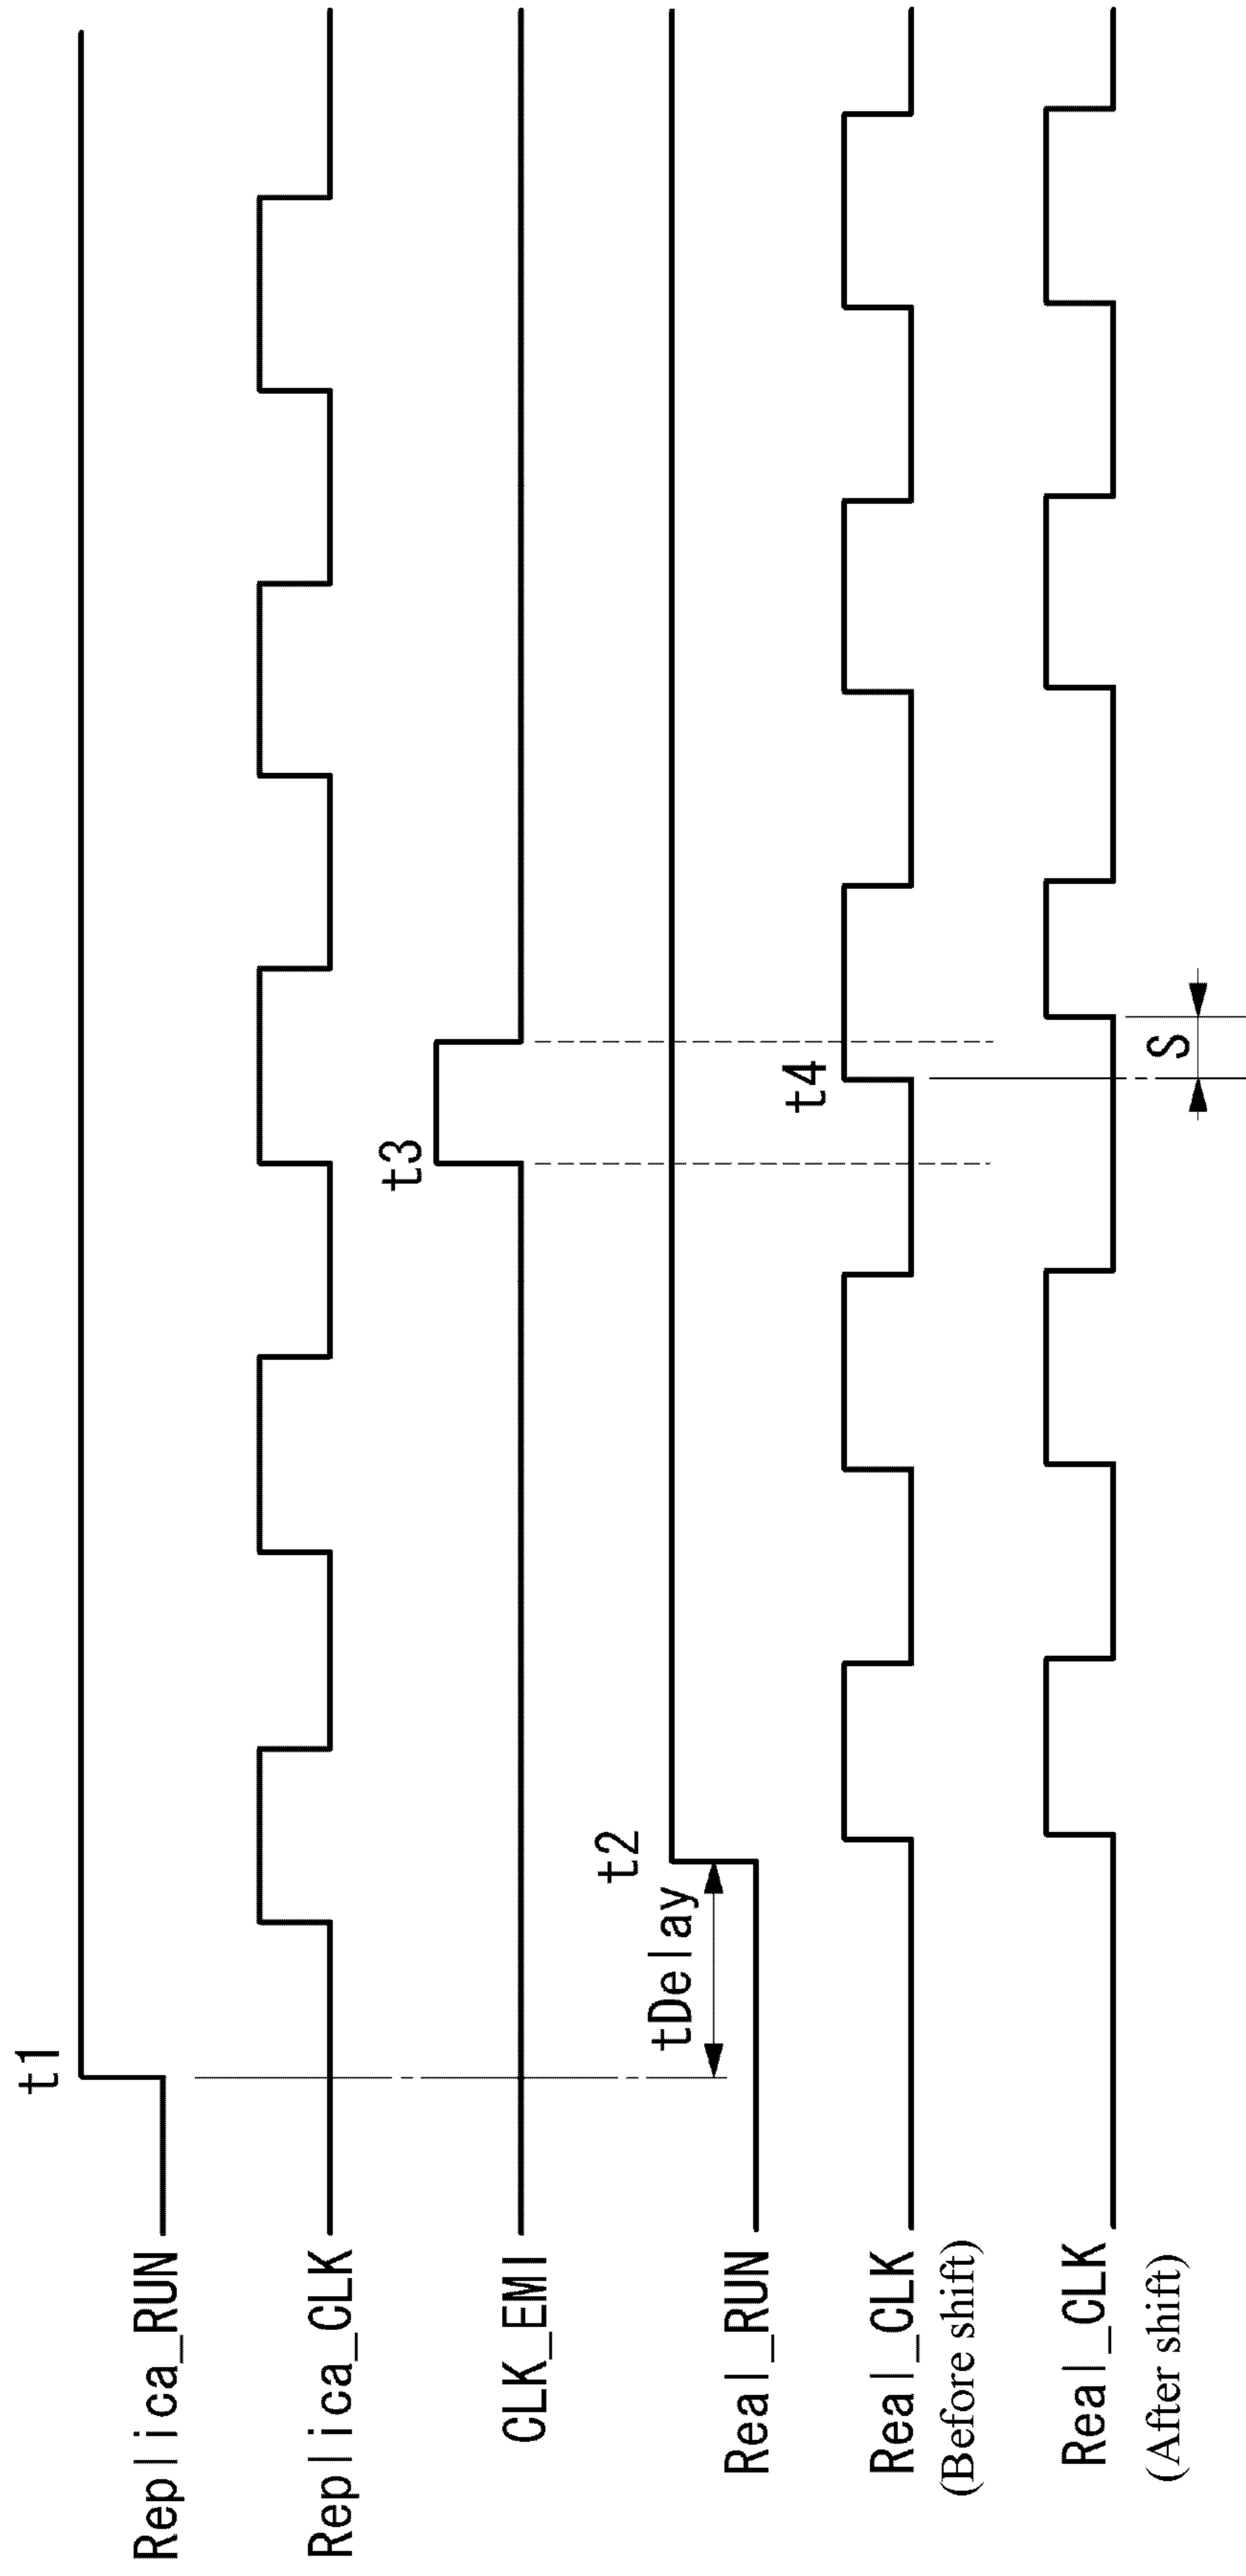 t1
Replica_RUN
Replica_CLK
t3
CLK_EMI
t2
tDelay
Real_RUN
t4
Real_CLK
(Before shift)
S
Real_CLK
(After shift)